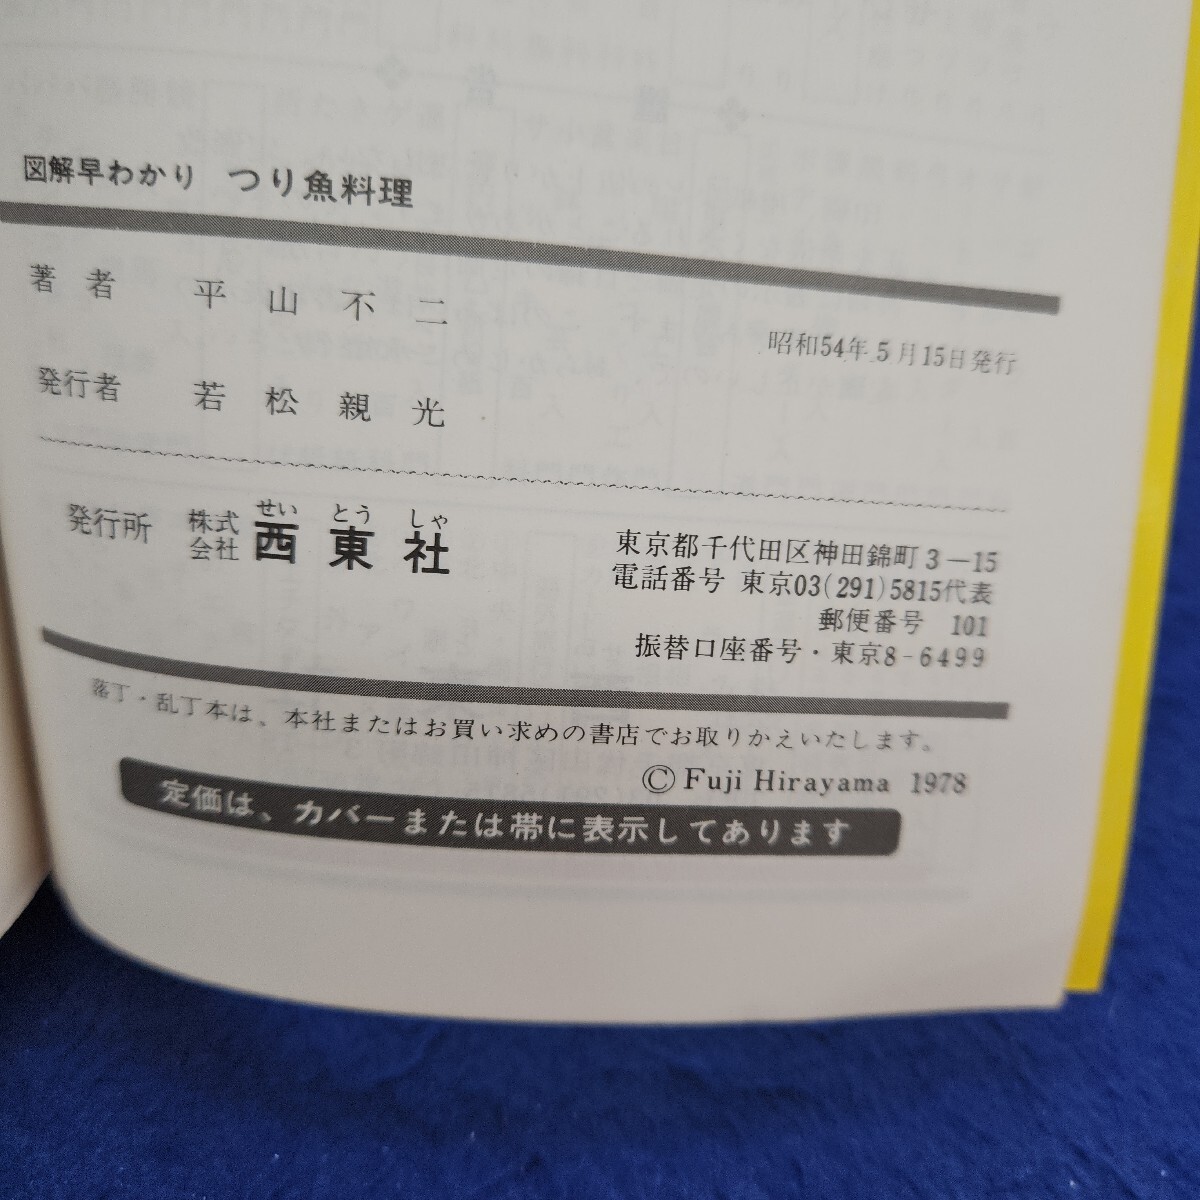 図解早わかり つり魚料理
著者 平山不二
昭和54年5月15日発行
発行者 若松親光
せい とう しゃ
発行所 株式会社 西東社
東京都千代田区神田錦町3-15
電話番号 東京03(291)5815代表
郵便番号 101
振替口座番号・東京8-6499
落丁・乱丁本は、本社またはお買い求めの書店でお取りかえいたします。
©Fuji Hirayama 1978
定価は、カバーまたは帯に表示してあります